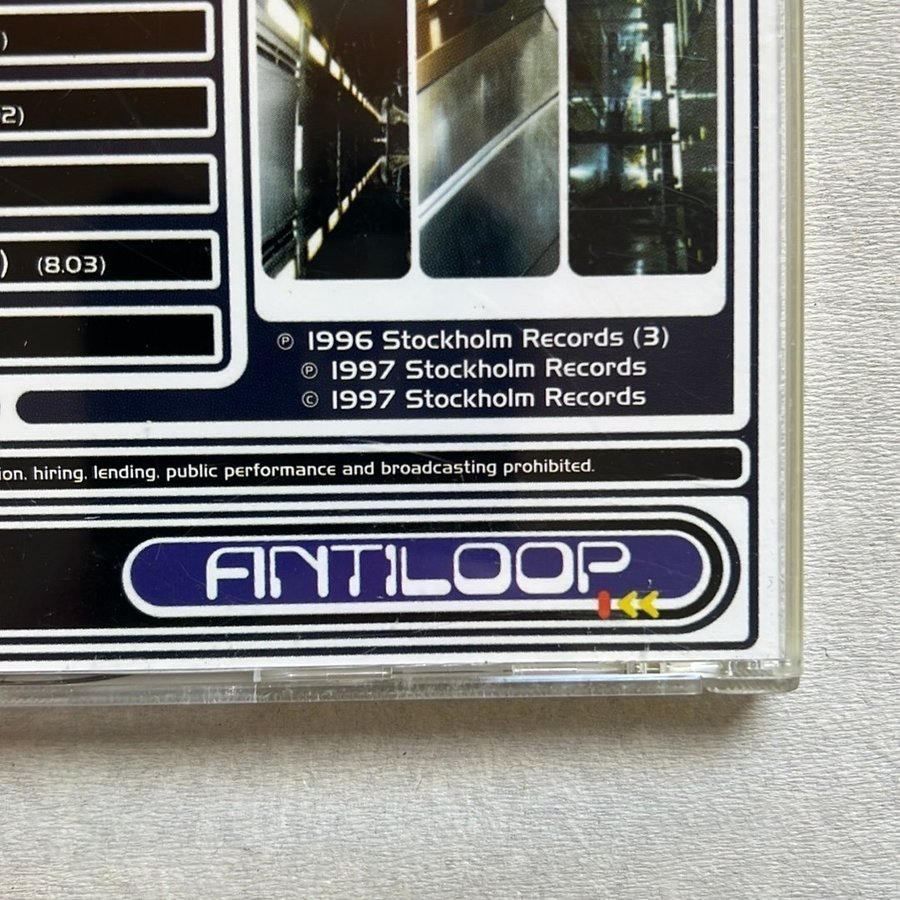 )
2)
) (8.03)
℗ 1996 Stockholm Records (3)
℗ 1997 Stockholm Records
© 1997 Stockholm Records
ion, hiring, lending, public performance and broadcasting prohibited.
ANTILOOP